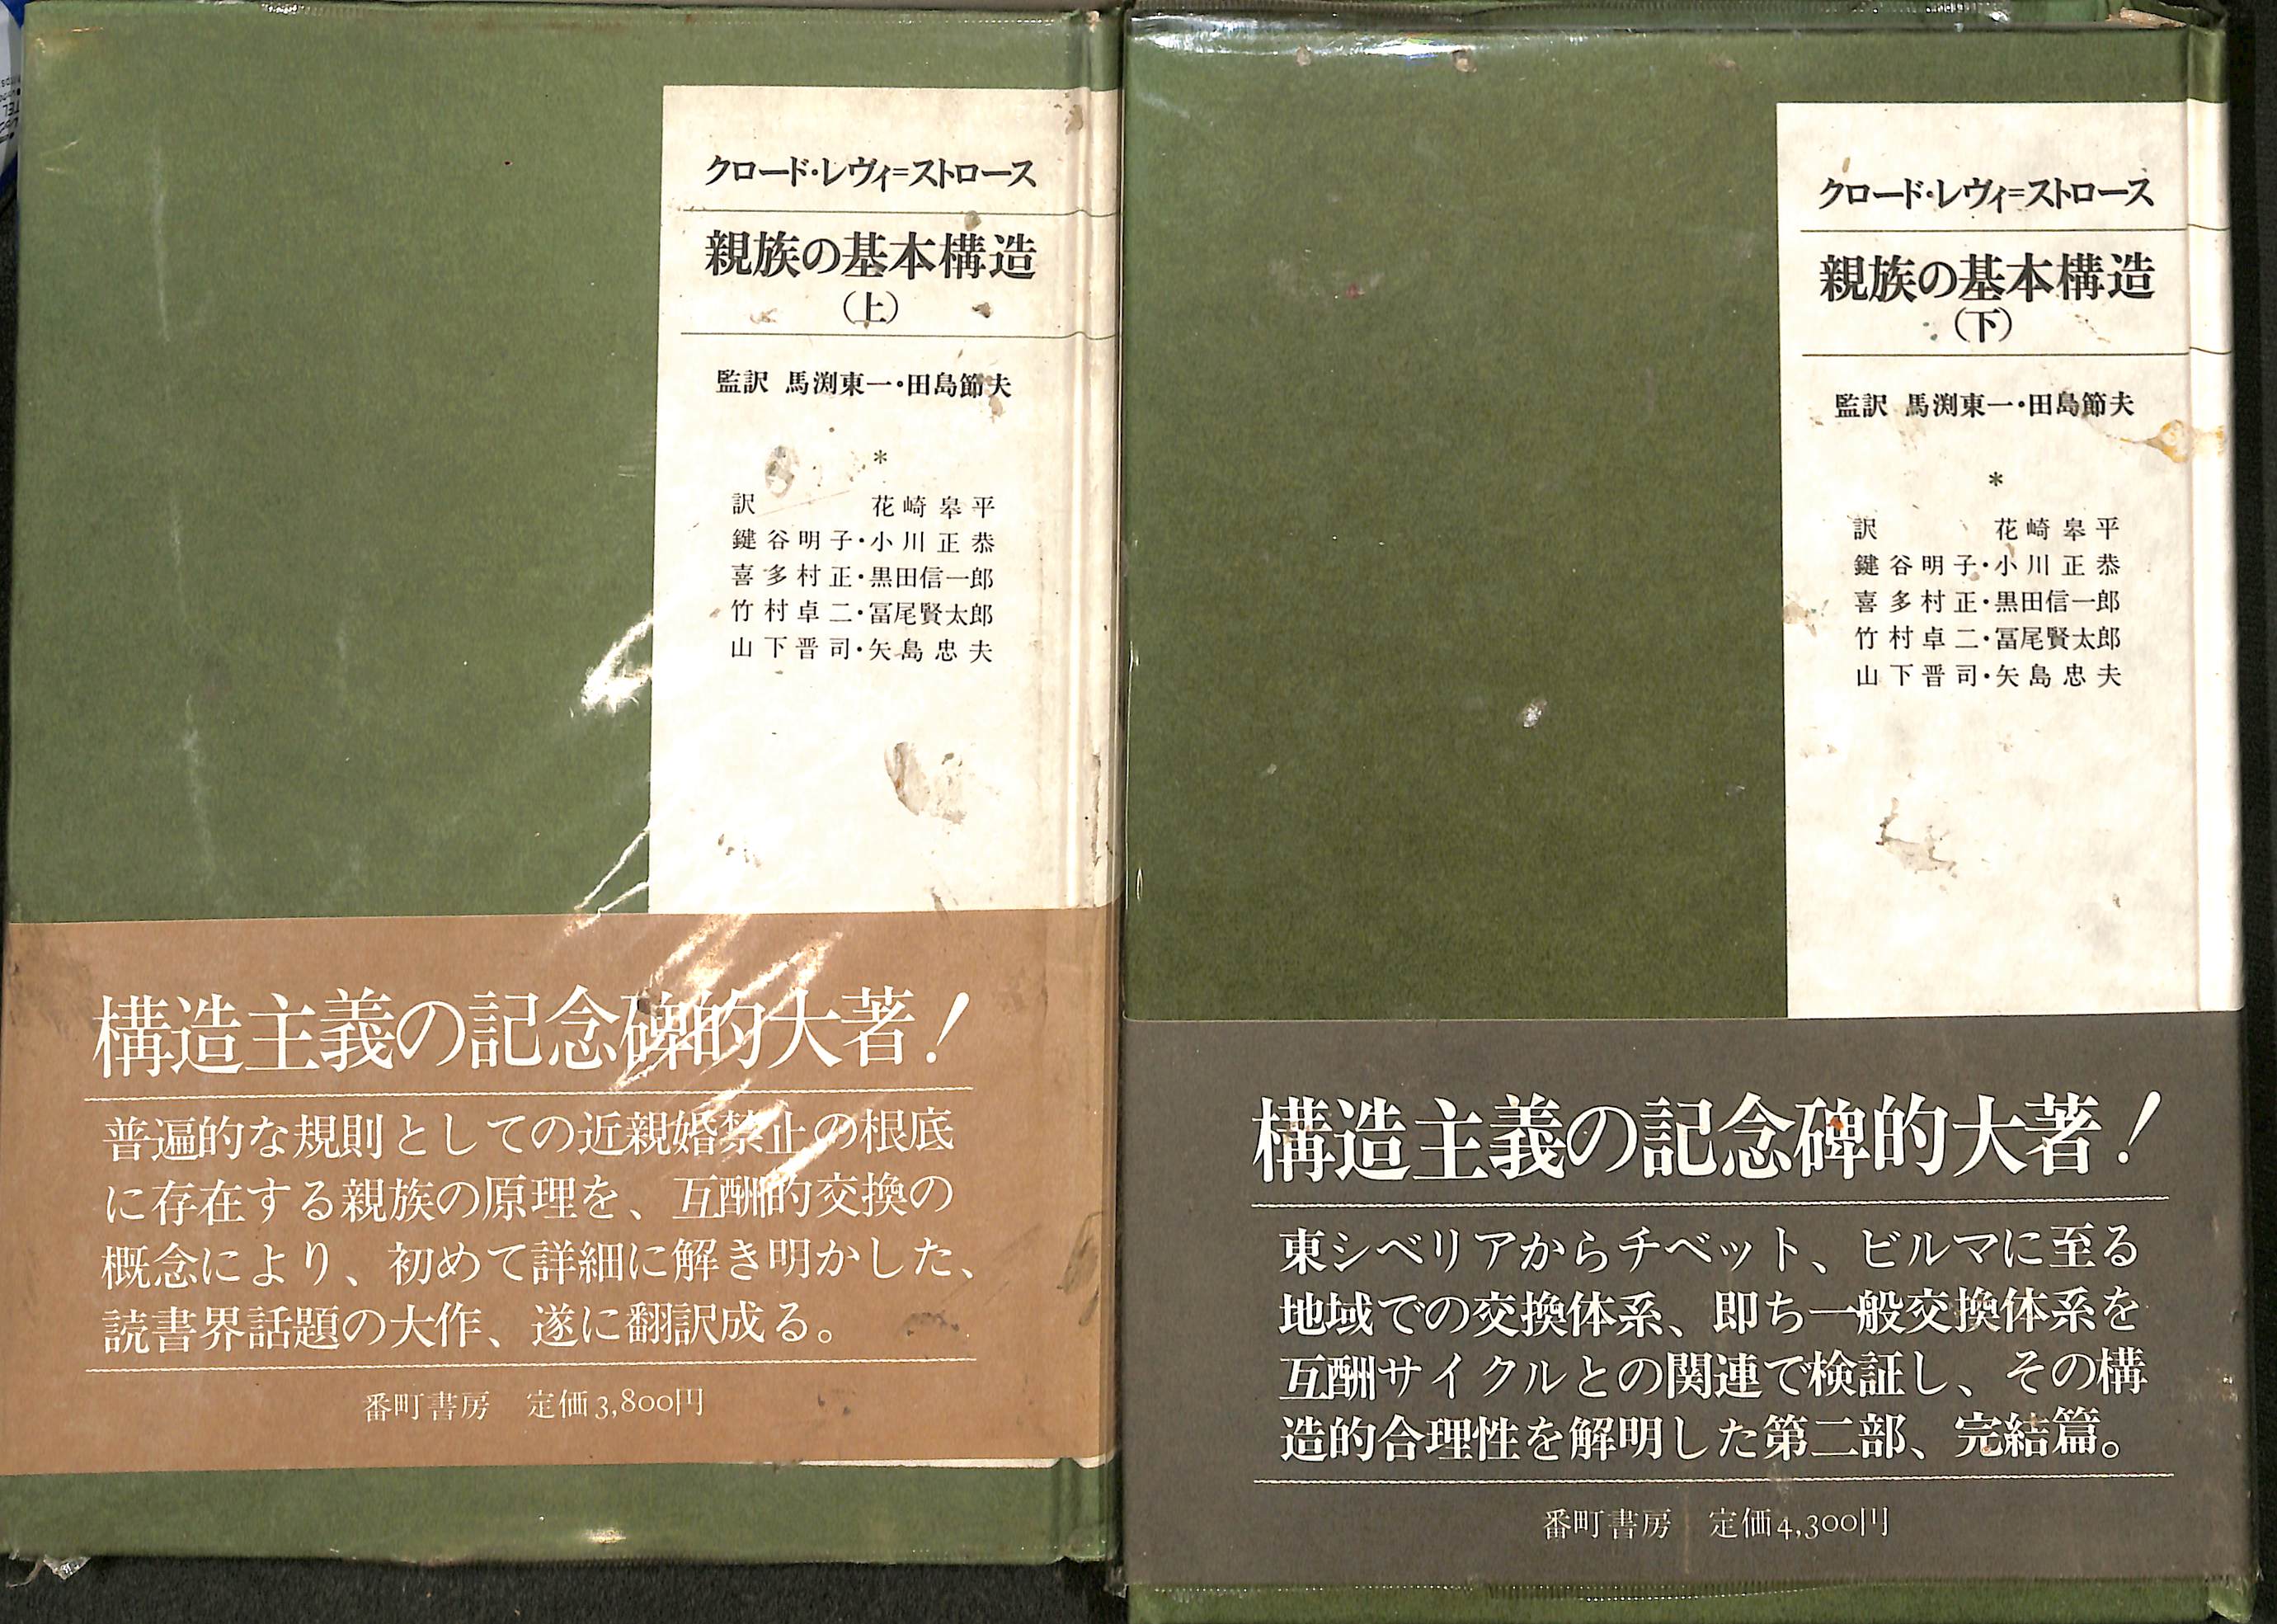 クロード・レヴィ=ストロース
親族の基本構造
(上)
監訳 馬渕東一・田島節夫
*
訳 花崎皋平
鍵谷明子・小川正恭
喜多村正・黒田信一郎
竹村卓二・冨尾賢太郎
山下晋司・矢島忠夫
構造主義の記念碑的大著!
普遍的な規則としての近親婚禁止の根底
に存在する親族の原理を、互酬的交換の
概念により、初めて詳細に解き明かした、
読書界話題の大作、遂に翻訳成る。
番町書房 定価3,800円
クロード・レヴィ=ストロース
親族の基本構造
(下)
監訳 馬渕東一・田島節夫
*
訳 花崎皋平
鍵谷明子・小川正恭
喜多村正・黒田信一郎
竹村卓二・冨尾賢太郎
山下晋司・矢島忠夫
構造主義の記念碑的大著!
東シベリアからチベット、ビルマに至る
地域での交換体系、即ち一般交換体系を
互酬サイクルとの関連で検証し、その構
造的合理性を解明した第二部、完結篇。
番町書房 定価4,300円